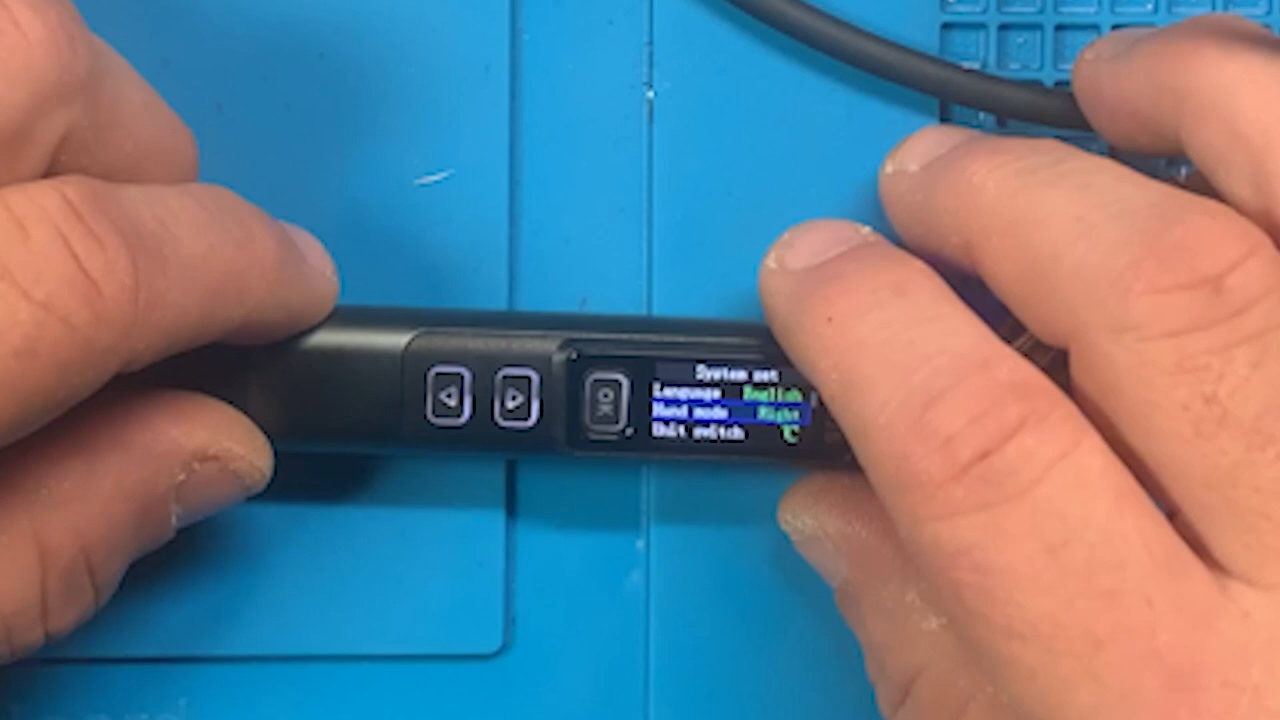 OK
System set
Language English
Hand mode Right
Unit switch ℃